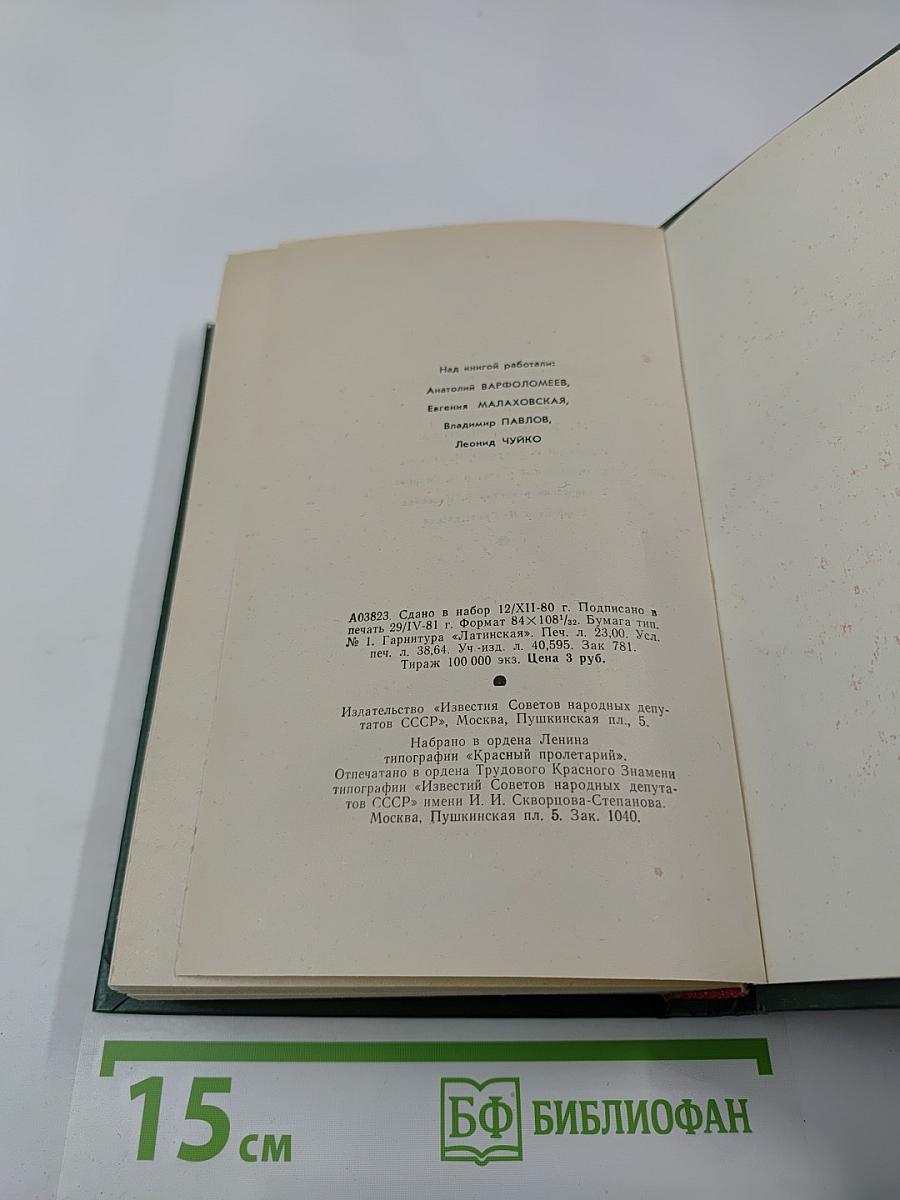 Над книгой работали:
Анатолий ВАРФОЛОМЕЕВ,
Евгения МАЛАХОВСКАЯ,
Владимир ПАВЛОВ,
Леонид ЧУЙКО
А03823. Сдано в набор 12/XII-80 г. Подписано в
печать 29/IV-81 г. Формат 84×108¹/₃₂. Бумага тип.
№ 1. Гарнитура «Латинская». Печ. л. 23,00. Усл.
печ. л. 38,64. Уч-изд. л. 40,595. Зак 781.
Тираж 100 000 экз. Цена 3 руб.
Издательство «Известия Советов народных депу-
татов СССР», Москва, Пушкинская пл., 5.
Набрано в ордена Ленина
типографии «Красный пролетарий».
Отпечатано в ордена Трудового Красного Знамени
типографии «Известий Советов народных депута-
тов СССР» имени И. И. Скворцова-Степанова.
Москва, Пушкинская пл. 5. Зак. 1040.
15 см
БФ БИБЛИОФАН